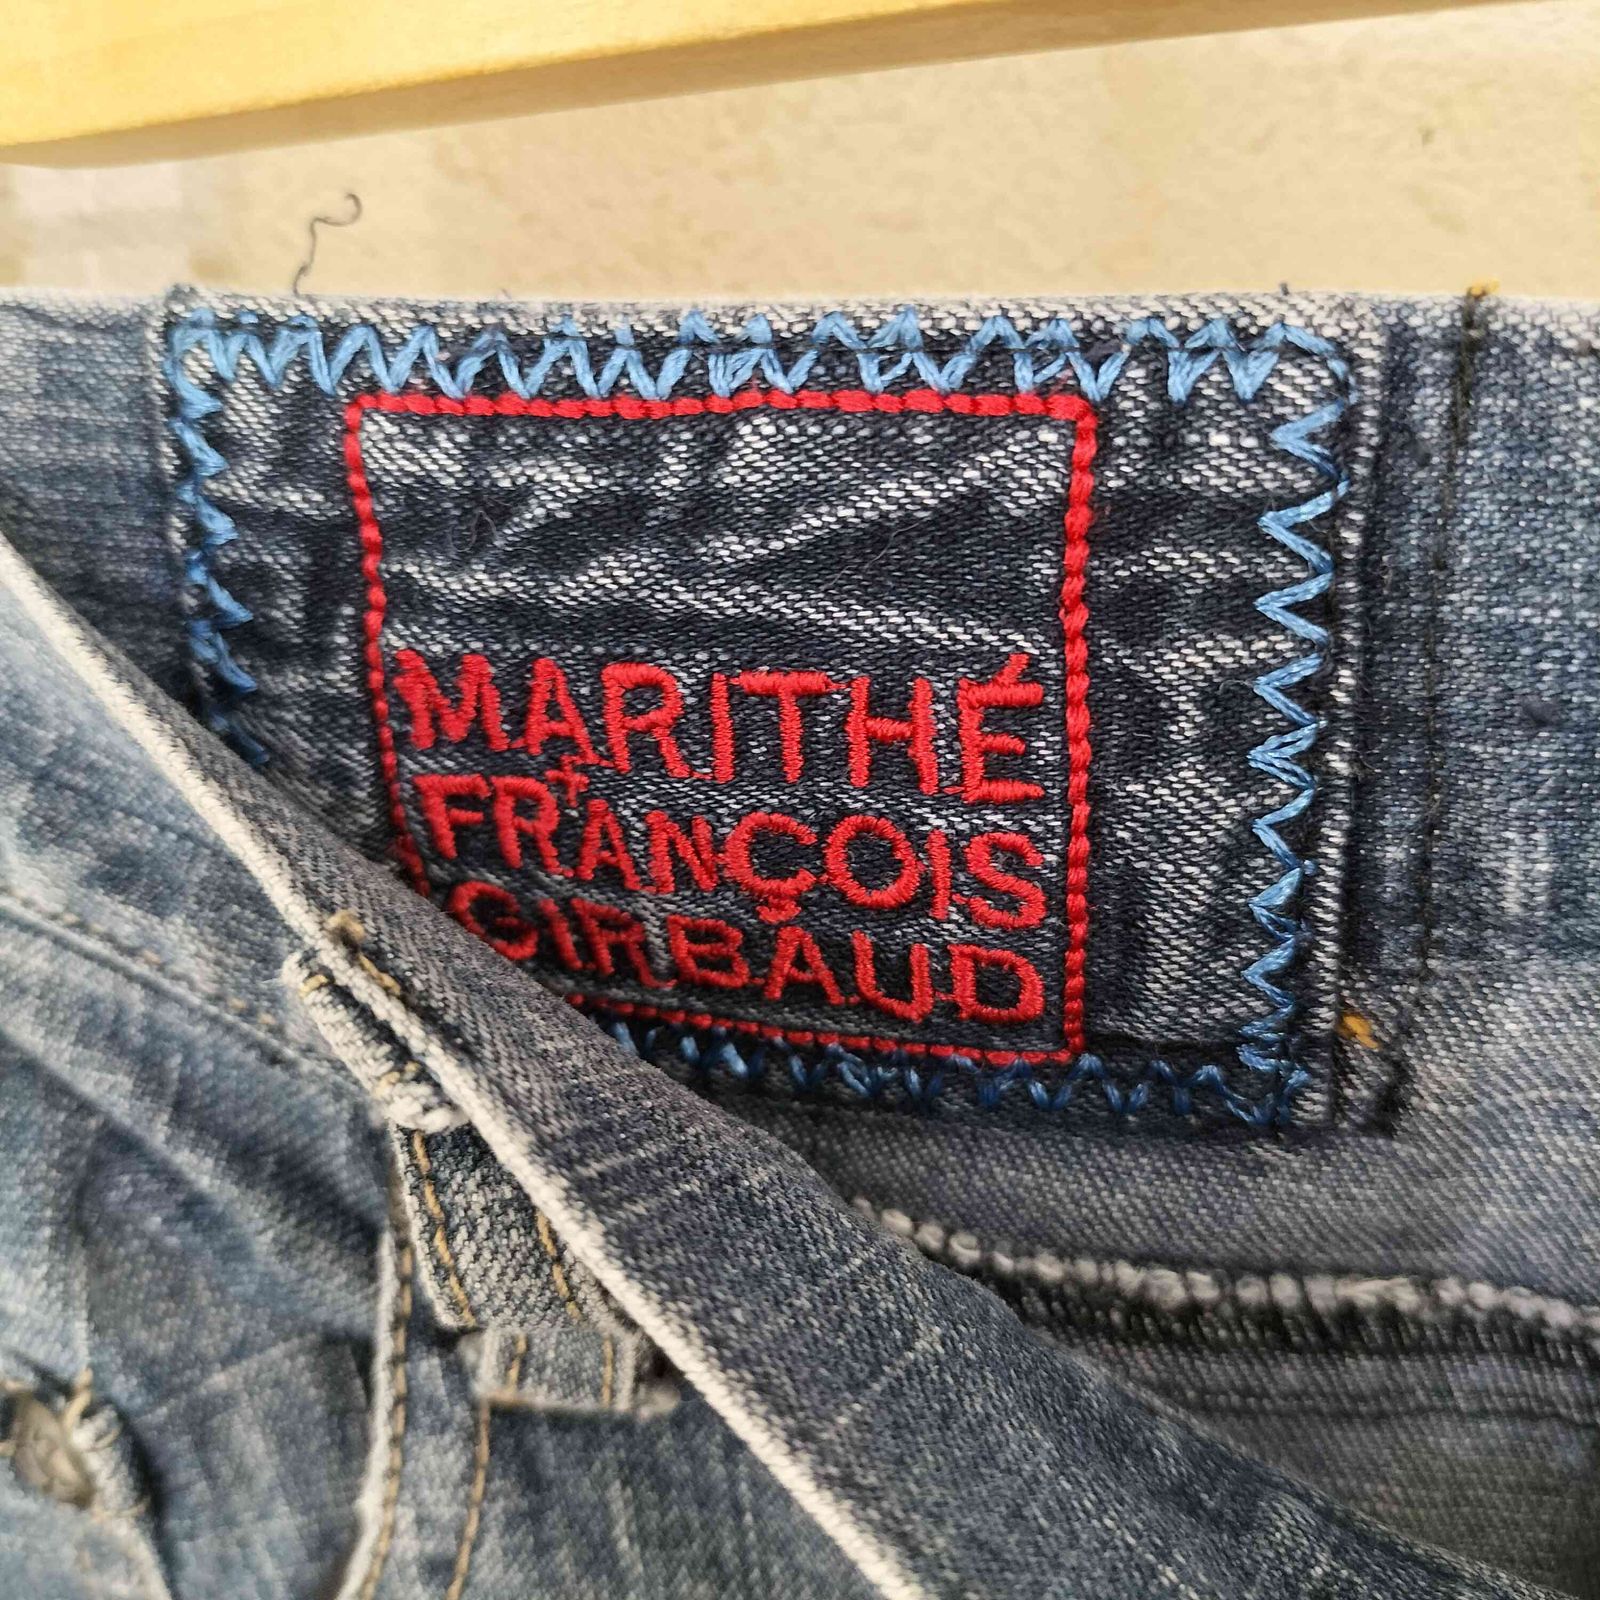 MARITHÉ
+
FRANÇOIS
GIRBAUD